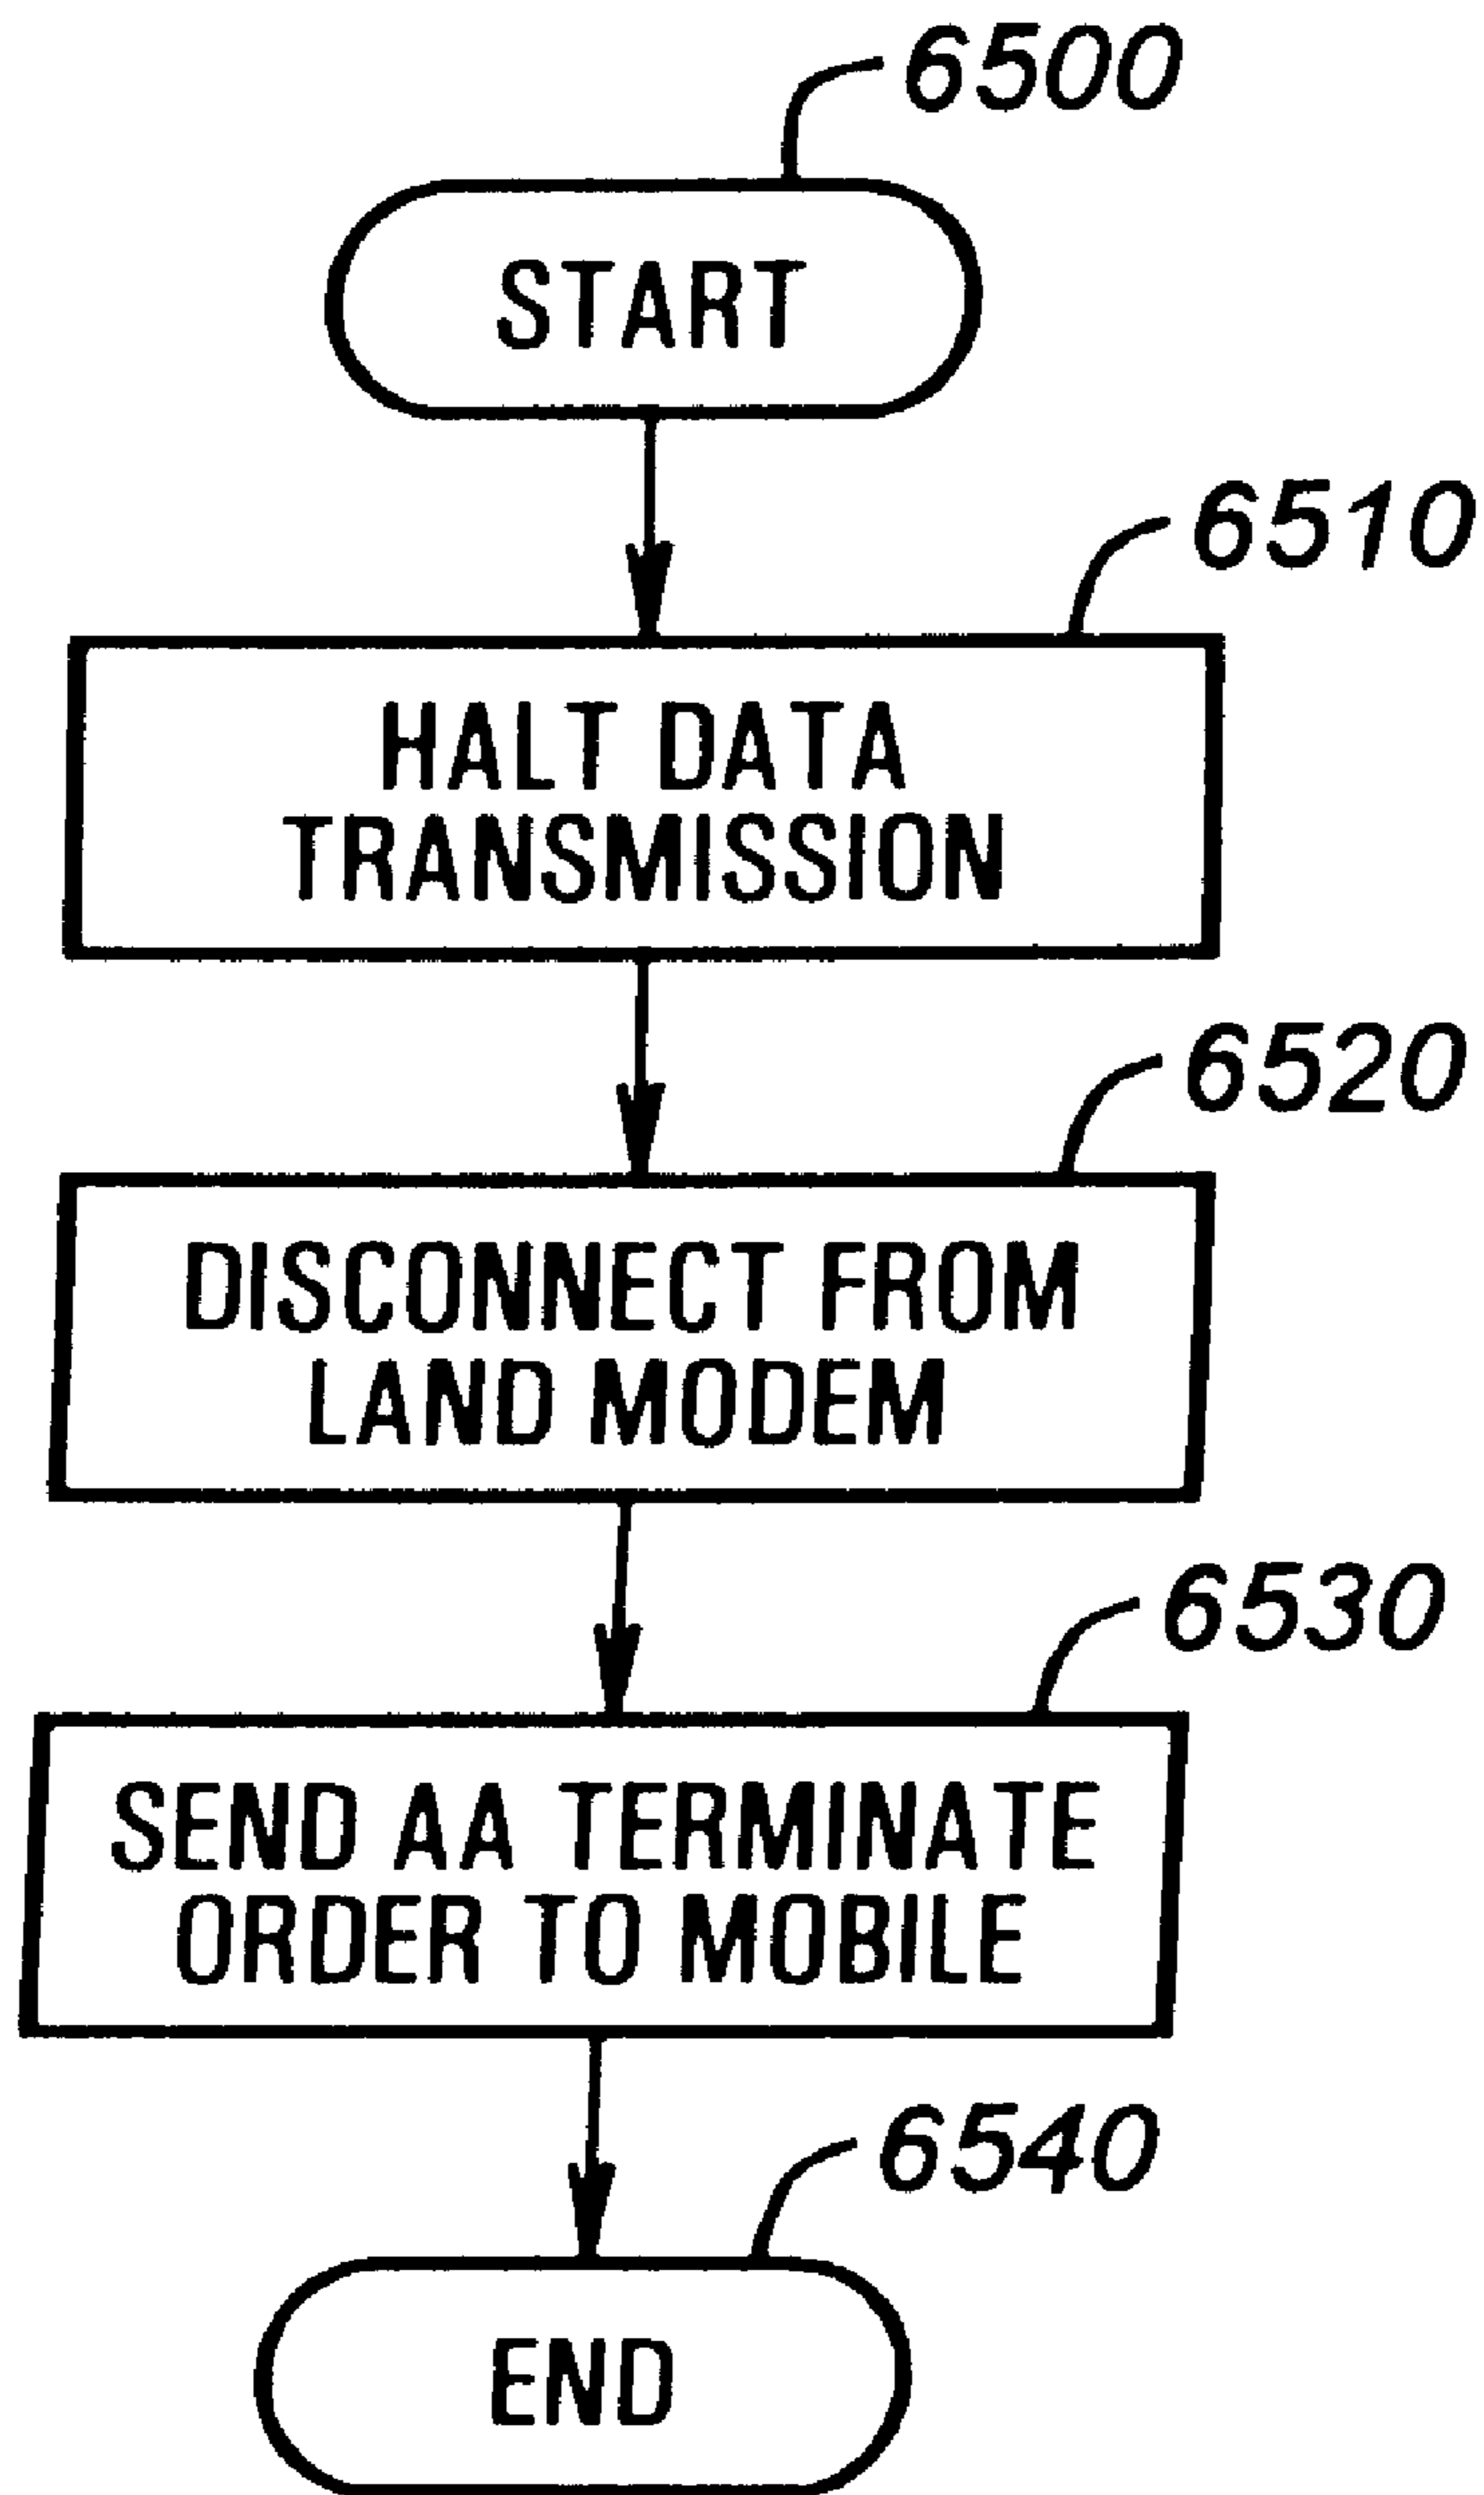 6500
START
6510
HALT DATA
TRANSMISSION
6520
DISCONNECT FROM
LAND MODEM
6530
SEND AA TERMINATE
ORDER TO MOBILE
6540
END